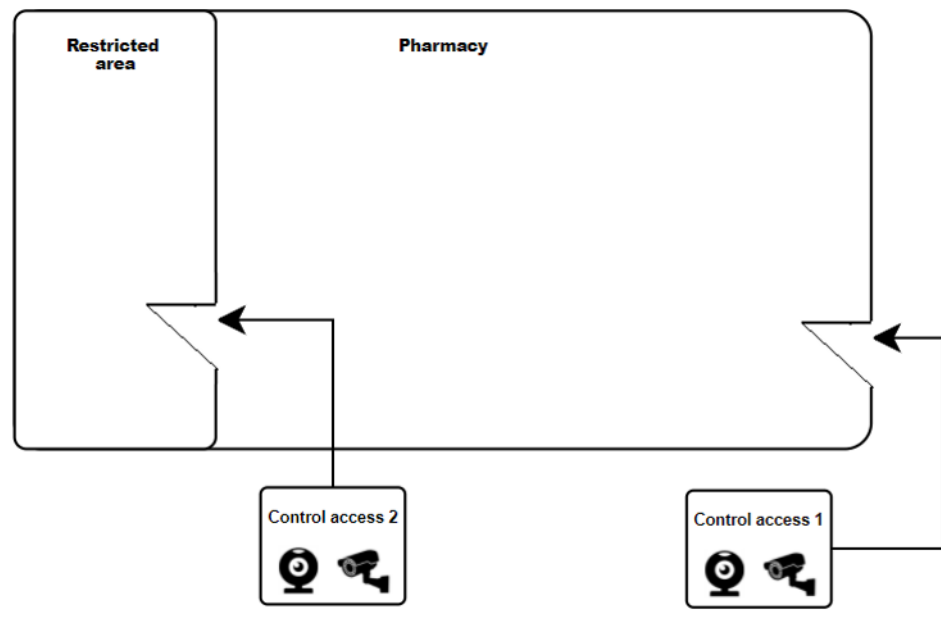 Restricted
area
Pharmacy
Control access 2
Control access 1